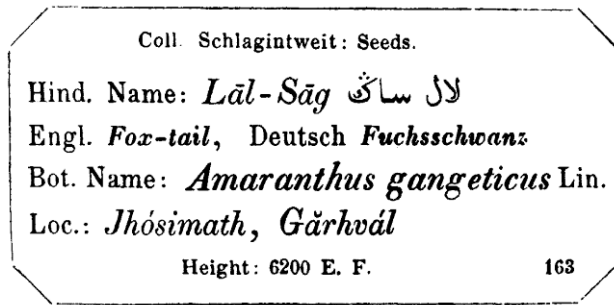 Coll. Schlagintweit: Seeds.
Hind. Name: Lāl-Sāg لال ساگ
Engl. Fox-tail, Deutsch Fuchsschwanz
Bot. Name: Amaranthus gangeticus Lin.
Loc.: Jhósimath, Gărhvál
Height: 6200 E. F. 163